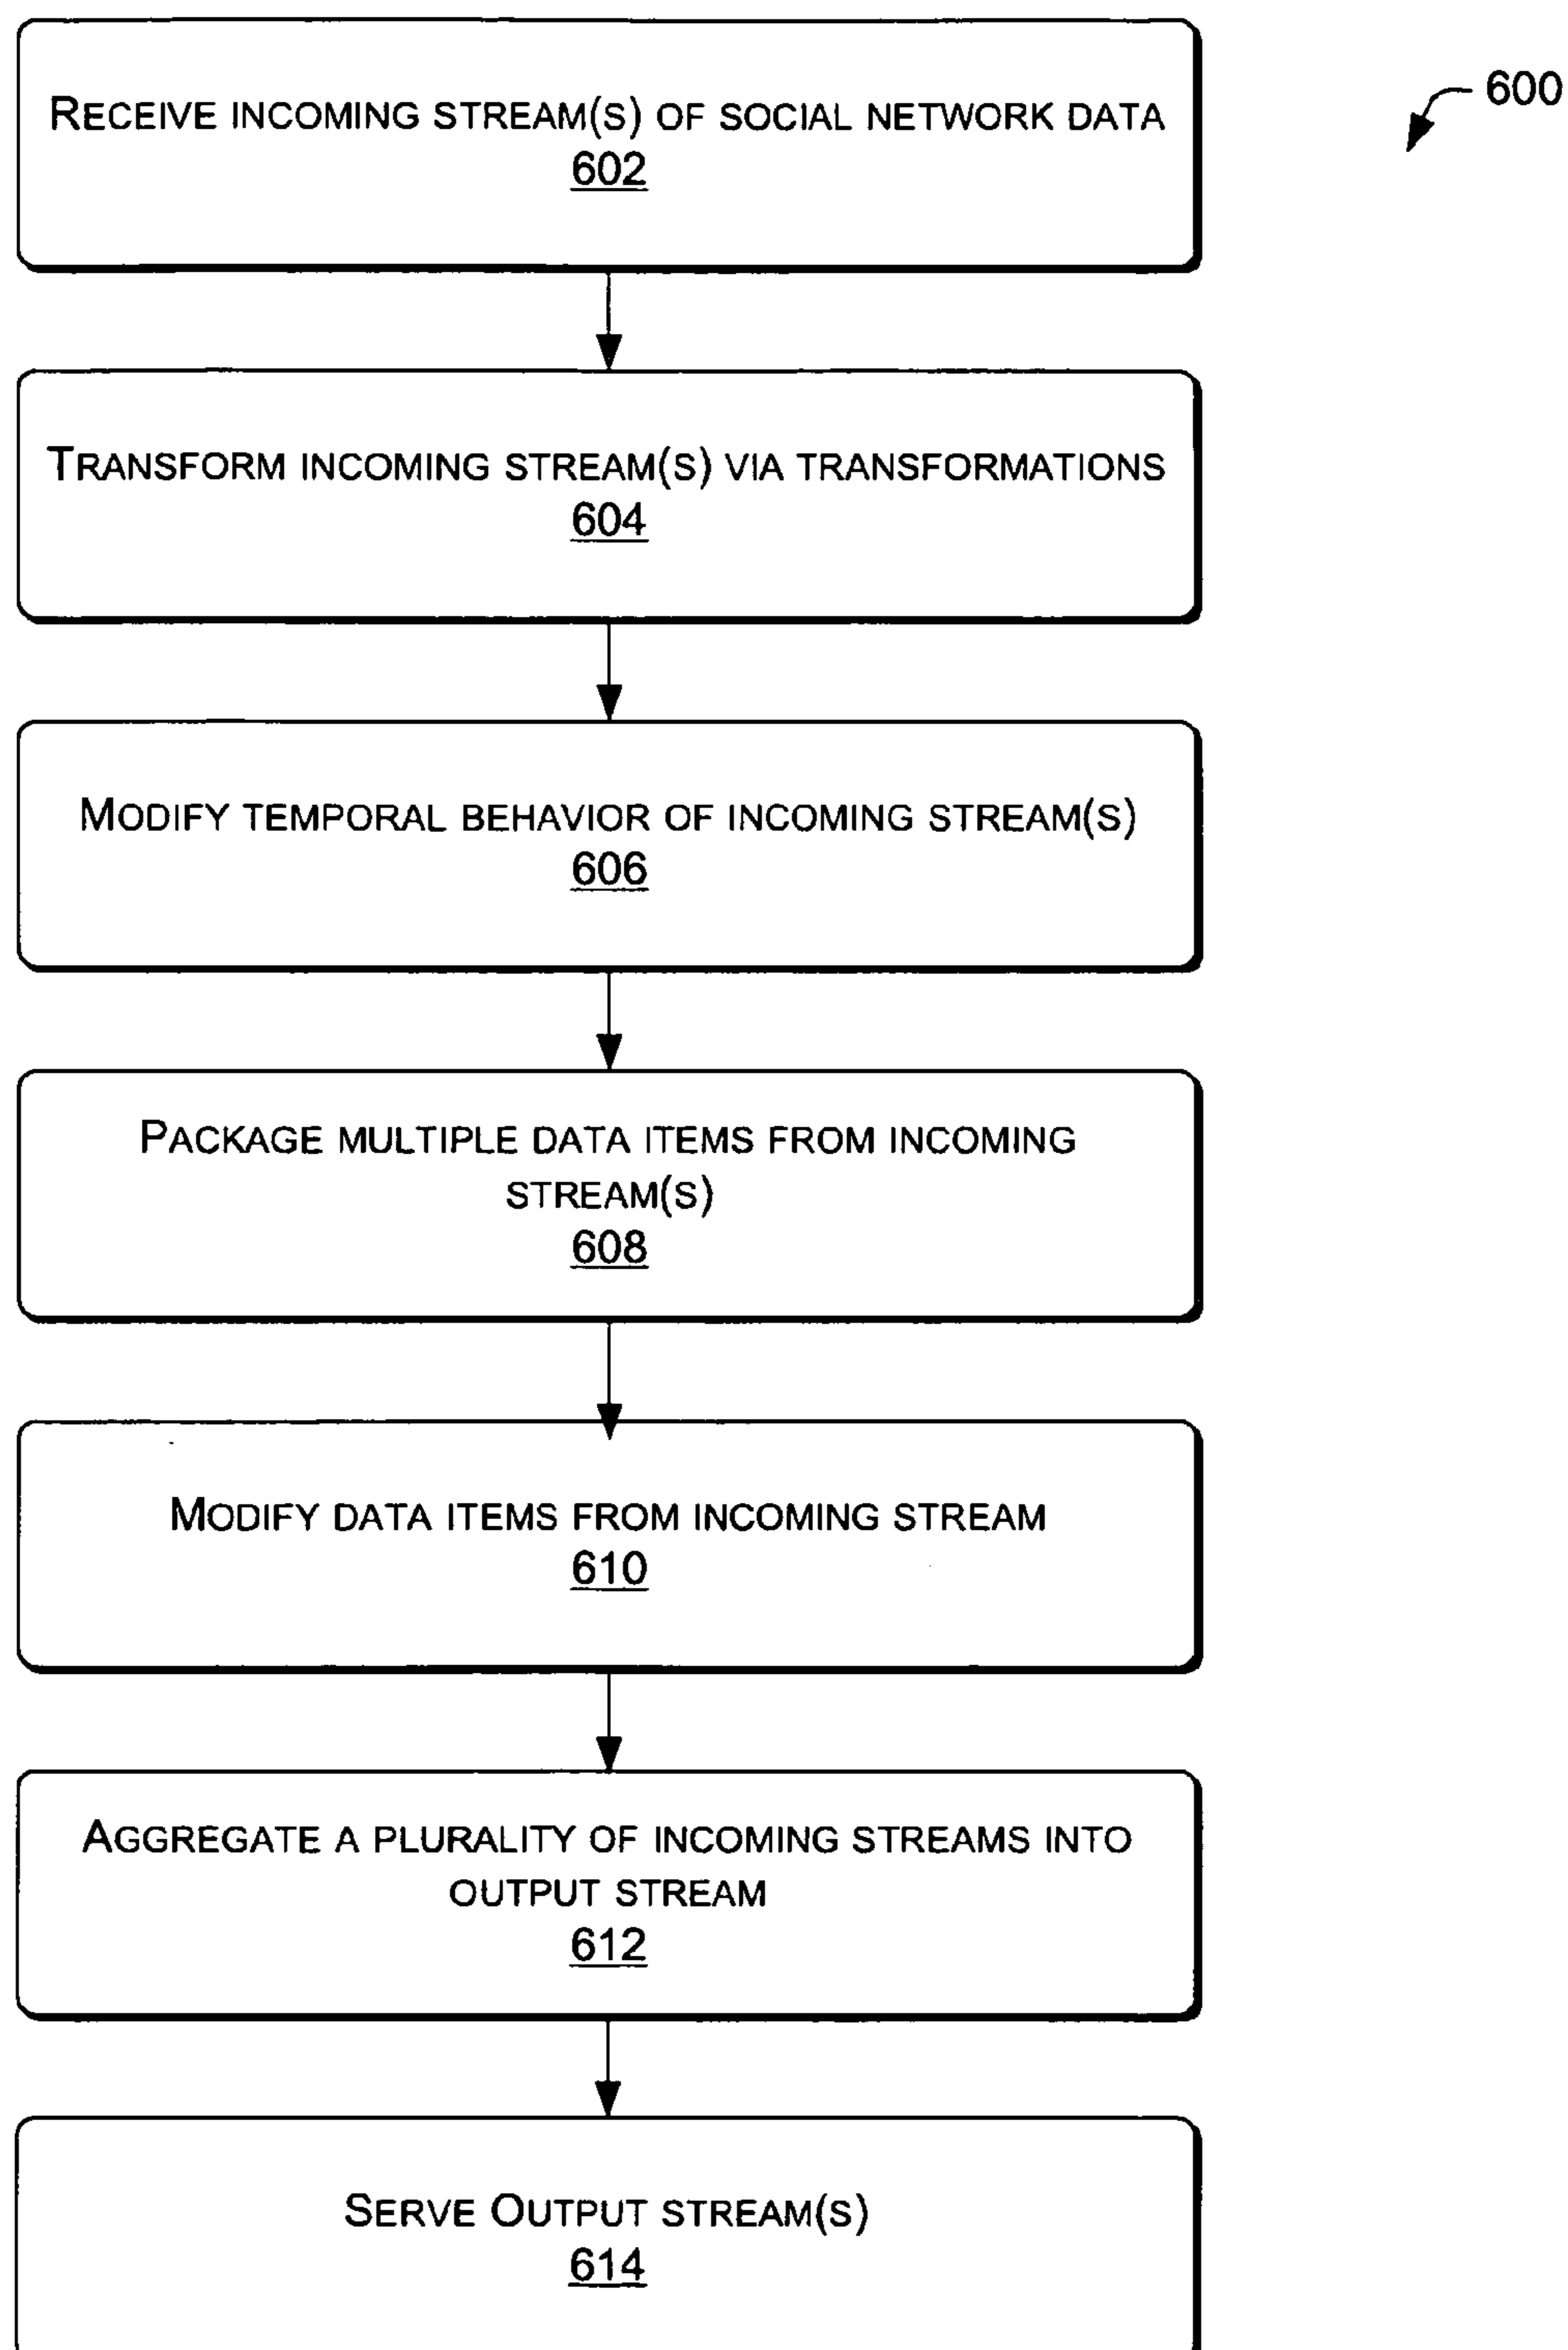 RECEIVE INCOMING STREAM(S) OF SOCIAL NETWORK DATA
602
600
TRANSFORM INCOMING STREAM(S) VIA TRANSFORMATIONS
604
MODIFY TEMPORAL BEHAVIOR OF INCOMING STREAM(S)
606
PACKAGE MULTIPLE DATA ITEMS FROM INCOMING
STREAM(S)
608
MODIFY DATA ITEMS FROM INCOMING STREAM
610
AGGREGATE A PLURALITY OF INCOMING STREAMS INTO
OUTPUT STREAM
612
SERVE OUTPUT STREAM(S)
614